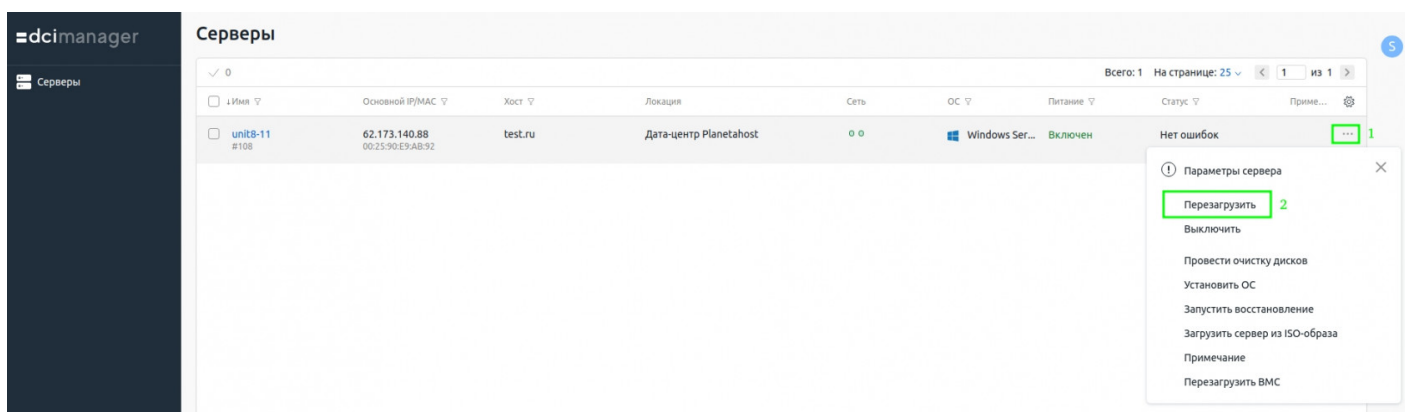 dcimanager
Серверы
Серверы
S
0
Всего: 1 На странице: 25 1 из 1
↓Имя Основной IP/MAC Хост Локация Сеть ОС Питание Статус Приме...
unit8-11 62.173.140.88 test.ru Дата-центр Planetahost Windows Ser... Включен Нет ошибок ... 1
#108 00:25:90:E9:AB:92
Параметры сервера
Перезагрузить 2
Выключить
Провести очистку дисков
Установить ОС
Запустить восстановление
Загрузить сервер из ISO-образа
Примечание
Перезагрузить BMC